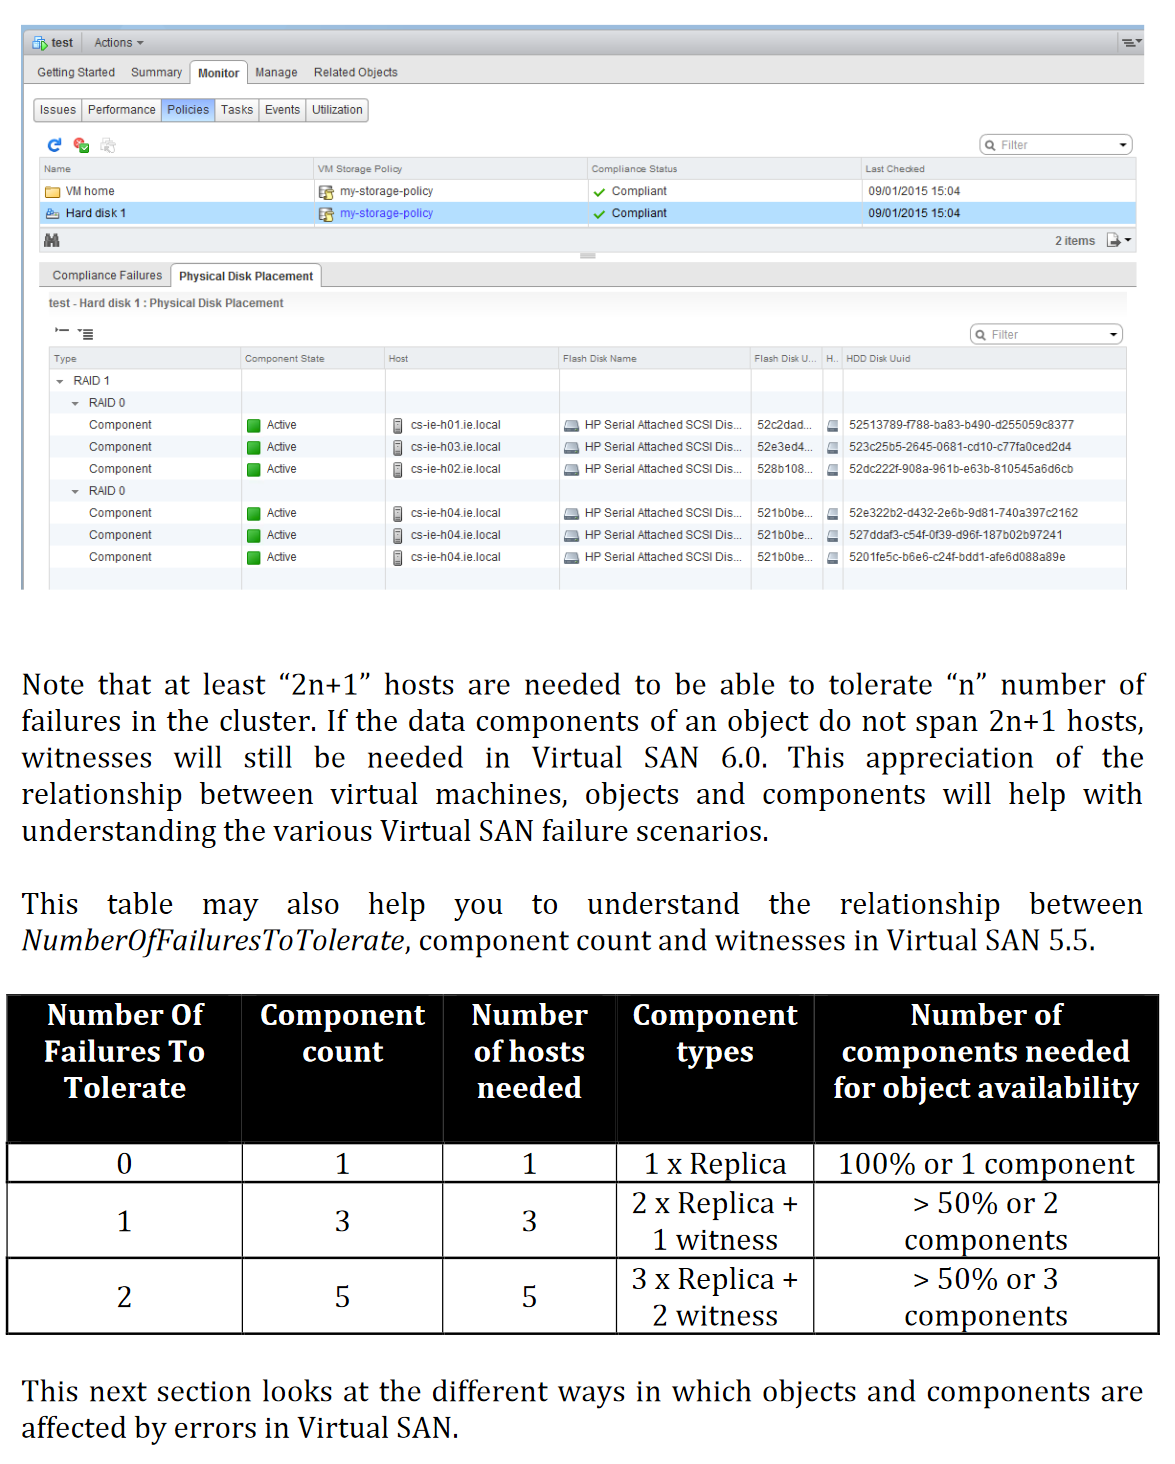 test Actions
Getting Started Summary Monitor Manage Related Objects
Issues Performance Policies Tasks Events Utilization
Filter
Name VM Storage Policy Compliance Status Last Checked
VM home my-storage-policy Compliant 09/01/2015 15:04
Hard disk 1 my-storage-policy Compliant 09/01/2015 15:04
2 items
Compliance Failures Physical Disk Placement
test - Hard disk 1 : Physical Disk Placement
Filter
Type Component State Host Flash Disk Name Flash Disk U... H.. HDD Disk Uuid
RAID 1
RAID 0
Component Active cs-ie-h01.ie.local HP Serial Attached SCSI Dis... 52c2dad... 52513789-f788-ba83-b490-d255059c8377
Component Active cs-ie-h03.ie.local HP Serial Attached SCSI Dis... 52e3ed4... 523c25b5-2645-0681-cd10-c77fa0ced2d4
Component Active cs-ie-h02.ie.local HP Serial Attached SCSI Dis... 528b108... 52dc222f-908a-961b-e63b-810545a6d6cb
RAID 0
Component Active cs-ie-h04.ie.local HP Serial Attached SCSI Dis... 521b0be... 52e322b2-d432-2e6b-9d81-740a397c2162
Component Active cs-ie-h04.ie.local HP Serial Attached SCSI Dis... 521b0be... 527ddaf3-c54f-0f39-d96f-187b02b97241
Component Active cs-ie-h04.ie.local HP Serial Attached SCSI Dis... 521b0be... 5201fe5c-b6e6-c24f-bdd1-afe6d088a89e
Note that at least “2n+1” hosts are needed to be able to tolerate “n” number of
failures in the cluster. If the data components of an object do not span 2n+1 hosts,
witnesses will still be needed in Virtual SAN 6.0. This appreciation of the
relationship between virtual machines, objects and components will help with
understanding the various Virtual SAN failure scenarios.
This table may also help you to understand the relationship between
NumberOfFailuresToTolerate, component count and witnesses in Virtual SAN 5.5.
Number Of Component Number Component Number of
Failures To count of hosts types components needed
Tolerate needed for object availability
0 1 1 1 x Replica 100% or 1 component
2 x Replica + > 50% or 2
1 3 3
1 witness components
3 x Replica + > 50% or 3
2 5 5
2 witness components
This next section looks at the different ways in which objects and components are
affected by errors in Virtual SAN.